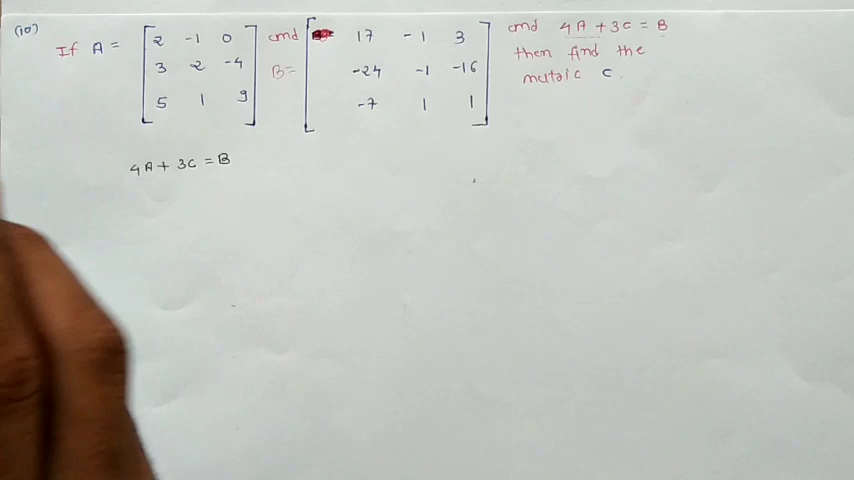 (10) If A = [ 2 -1 0 and B = [ 17 -1 3 and 4A + 3C = B
3 2 -4 -24 -1 -16 then find the
5 1 9 ] -7 1 1 ] matric C.
4A + 3C = B